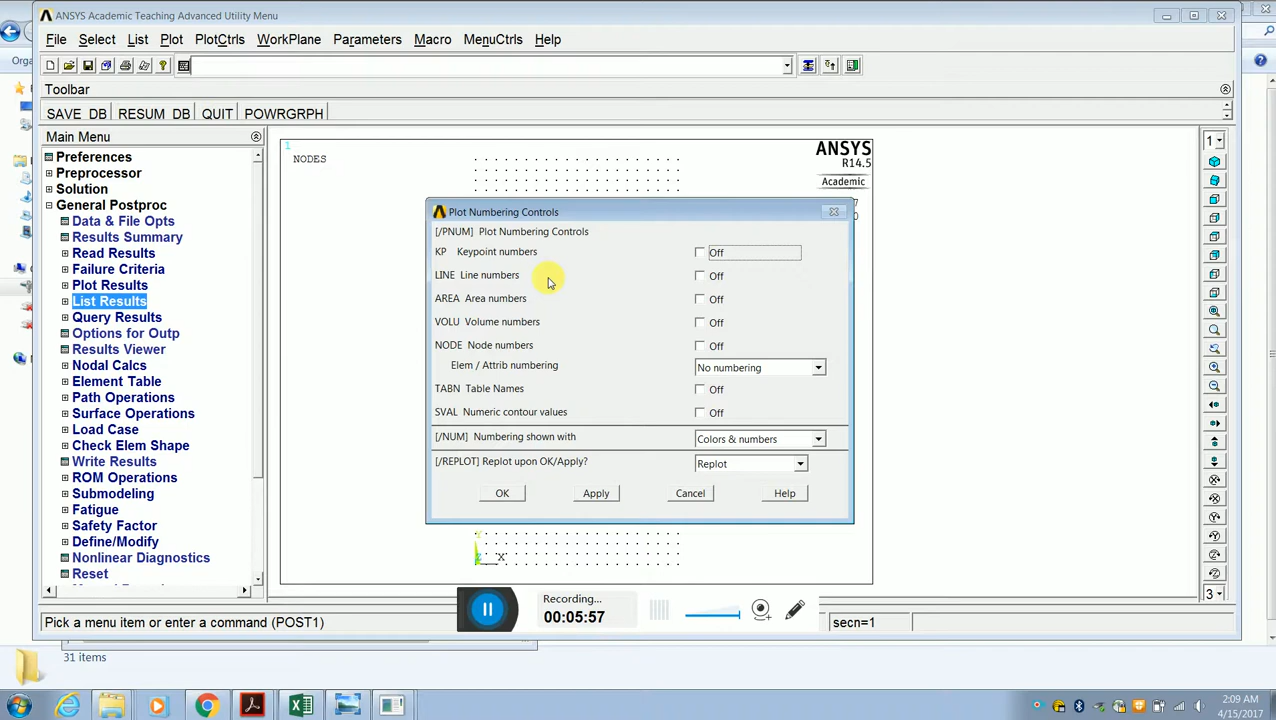 ANSYS Academic Teaching Advanced Utility Menu
File Select List Plot PlotCtrls WorkPlane Parameters Macro MenuCtrls Help
Orga
Toolbar
SAVE_DB RESUM_DB QUIT POWRGRPH
Main Menu
Preferences
Preprocessor
Solution
General Postproc
Data & File Opts
Results Summary
Read Results
Failure Criteria
Plot Results
List Results
Query Results
Options for Outp
Results Viewer
Nodal Calcs
Element Table
Path Operations
Surface Operations
Load Case
Check Elem Shape
Write Results
ROM Operations
Submodeling
Fatigue
Safety Factor
Define/Modify
Nonlinear Diagnostics
Reset
1
NODES
ANSYS
R14.5
Academic
Plot Numbering Controls
[/PNUM] Plot Numbering Controls
KP Keypoint numbers Off
LINE Line numbers Off
AREA Area numbers Off
VOLU Volume numbers Off
NODE Node numbers Off
Elem / Attrib numbering No numbering
TABN Table Names Off
SVAL Numeric contour values Off
[/NUM] Numbering shown with Colors & numbers
[/REPLOT] Replot upon OK/Apply? Replot
OK Apply Cancel Help
Y
Z X
1
3
Recording...
00:05:57
Pick a menu item or enter a command (POST1)
secn=1
31 items
2:09 AM
4/15/2017